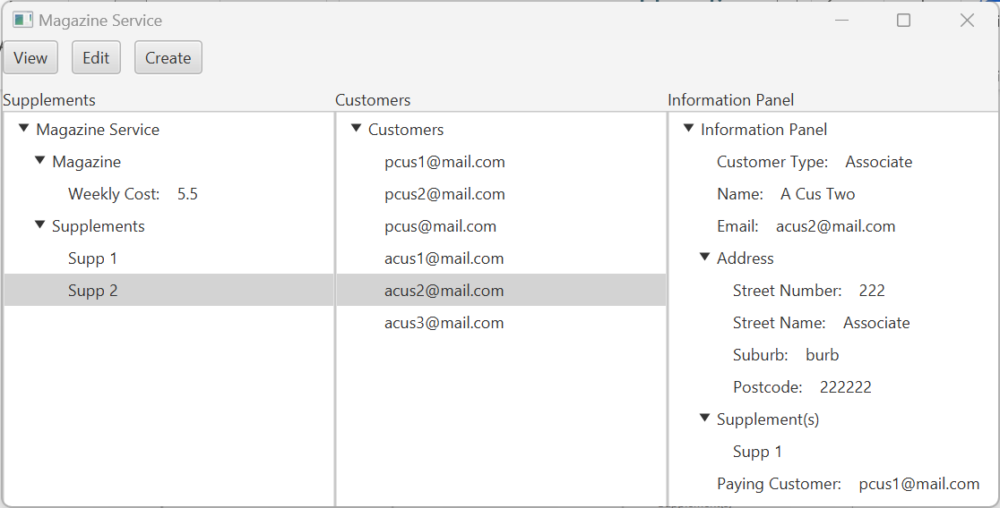 Magazine Service
View Edit Create
Supplements
Magazine Service
Magazine
Weekly Cost: 5.5
Supplements
Supp 1
Supp 2
Customers
Customers
pcus1@mail.com
pcus2@mail.com
pcus@mail.com
acus1@mail.com
acus2@mail.com
acus3@mail.com
Information Panel
Information Panel
Customer Type: Associate
Name: A Cus Two
Email: acus2@mail.com
Address
Street Number: 222
Street Name: Associate
Suburb: burb
Postcode: 222222
Supplement(s)
Supp 1
Paying Customer: pcus1@mail.com